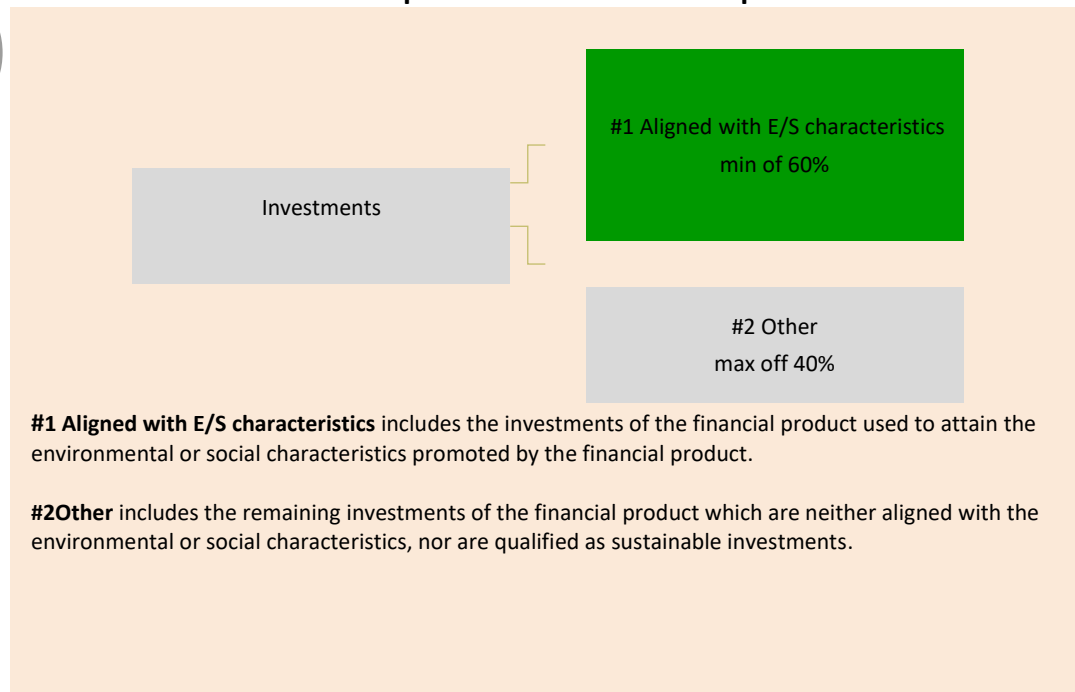 #1 Aligned with E/S characteristics
min of 60%
Investments
#2 Other
max off 40%
#1 Aligned with E/S characteristics includes the investments of the financial product used to attain the
environmental or social characteristics promoted by the financial product.
#2Other includes the remaining investments of the financial product which are neither aligned with the
environmental or social characteristics, nor are qualified as sustainable investments.